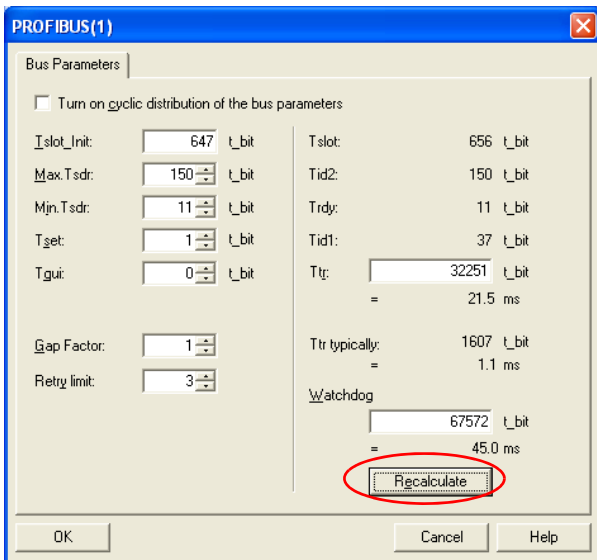 PROFIBUS(1)
Bus Parameters
Turn on cyclic distribution of the bus parameters
Tslot_Init: 647 t_bit
Max.Tsdr: 150 t_bit
Min.Tsdr: 11 t_bit
Tset: 1 t_bit
Tqui: 0 t_bit
Gap Factor: 1
Retry limit: 3
Tslot: 656 t_bit
Tid2: 150 t_bit
Trdy: 11 t_bit
Tid1: 37 t_bit
Ttr: 32251 t_bit
= 21.5 ms
Ttr typically: 1607 t_bit
= 1.1 ms
Watchdog
67572 t_bit
= 45.0 ms
Recalculate
OK Cancel Help